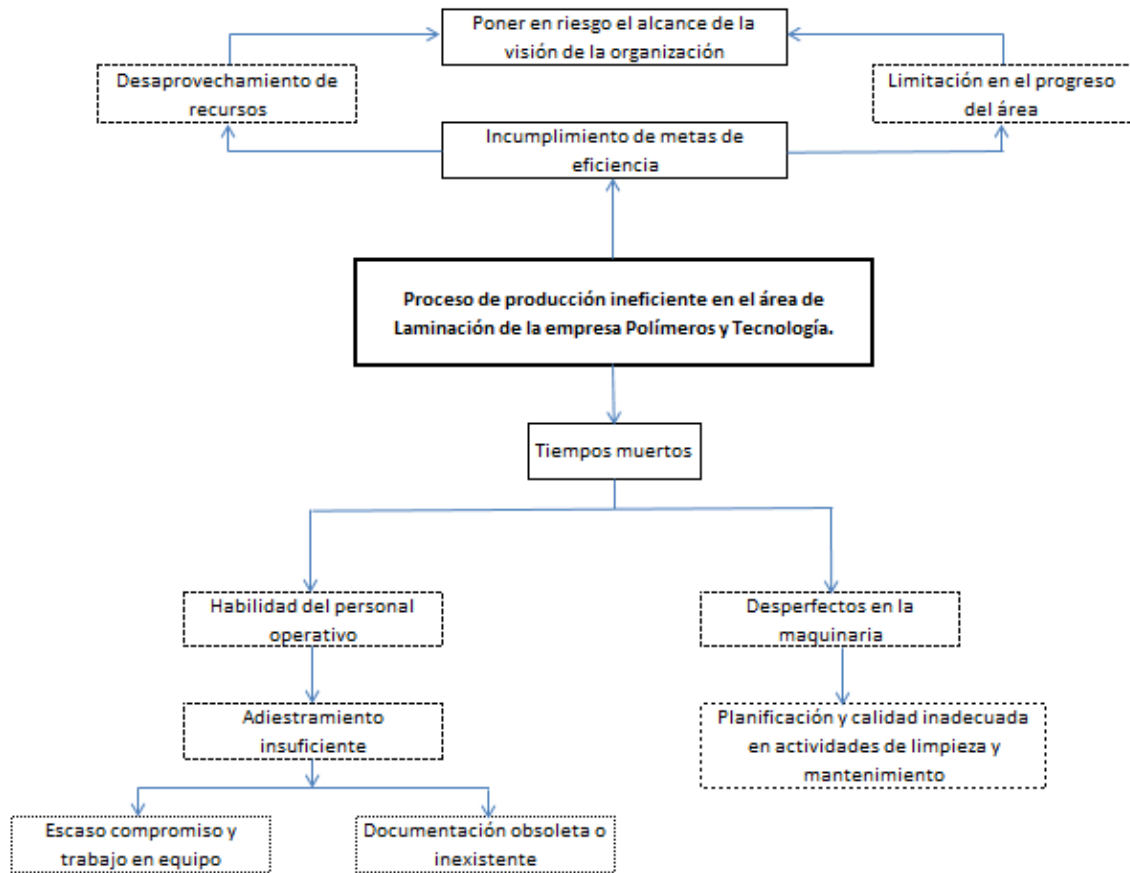 Poner en riesgo el alcance de la
visión de la organización
Desaprovechamiento de
recursos
Limitación en el progreso
del área
Incumplimiento de metas de
eficiencia
Proceso de producción ineficiente en el área de
Laminación de la empresa Polímeros y Tecnología.
Tiempos muertos
Habilidad del personal
operativo
Desperfectos en la
maquinaria
Adiestramiento
insuficiente
Planificación y calidad inadecuada
en actividades de limpieza y
mantenimiento
Escaso compromiso y
trabajo en equipo
Documentación obsoleta o
inexistente